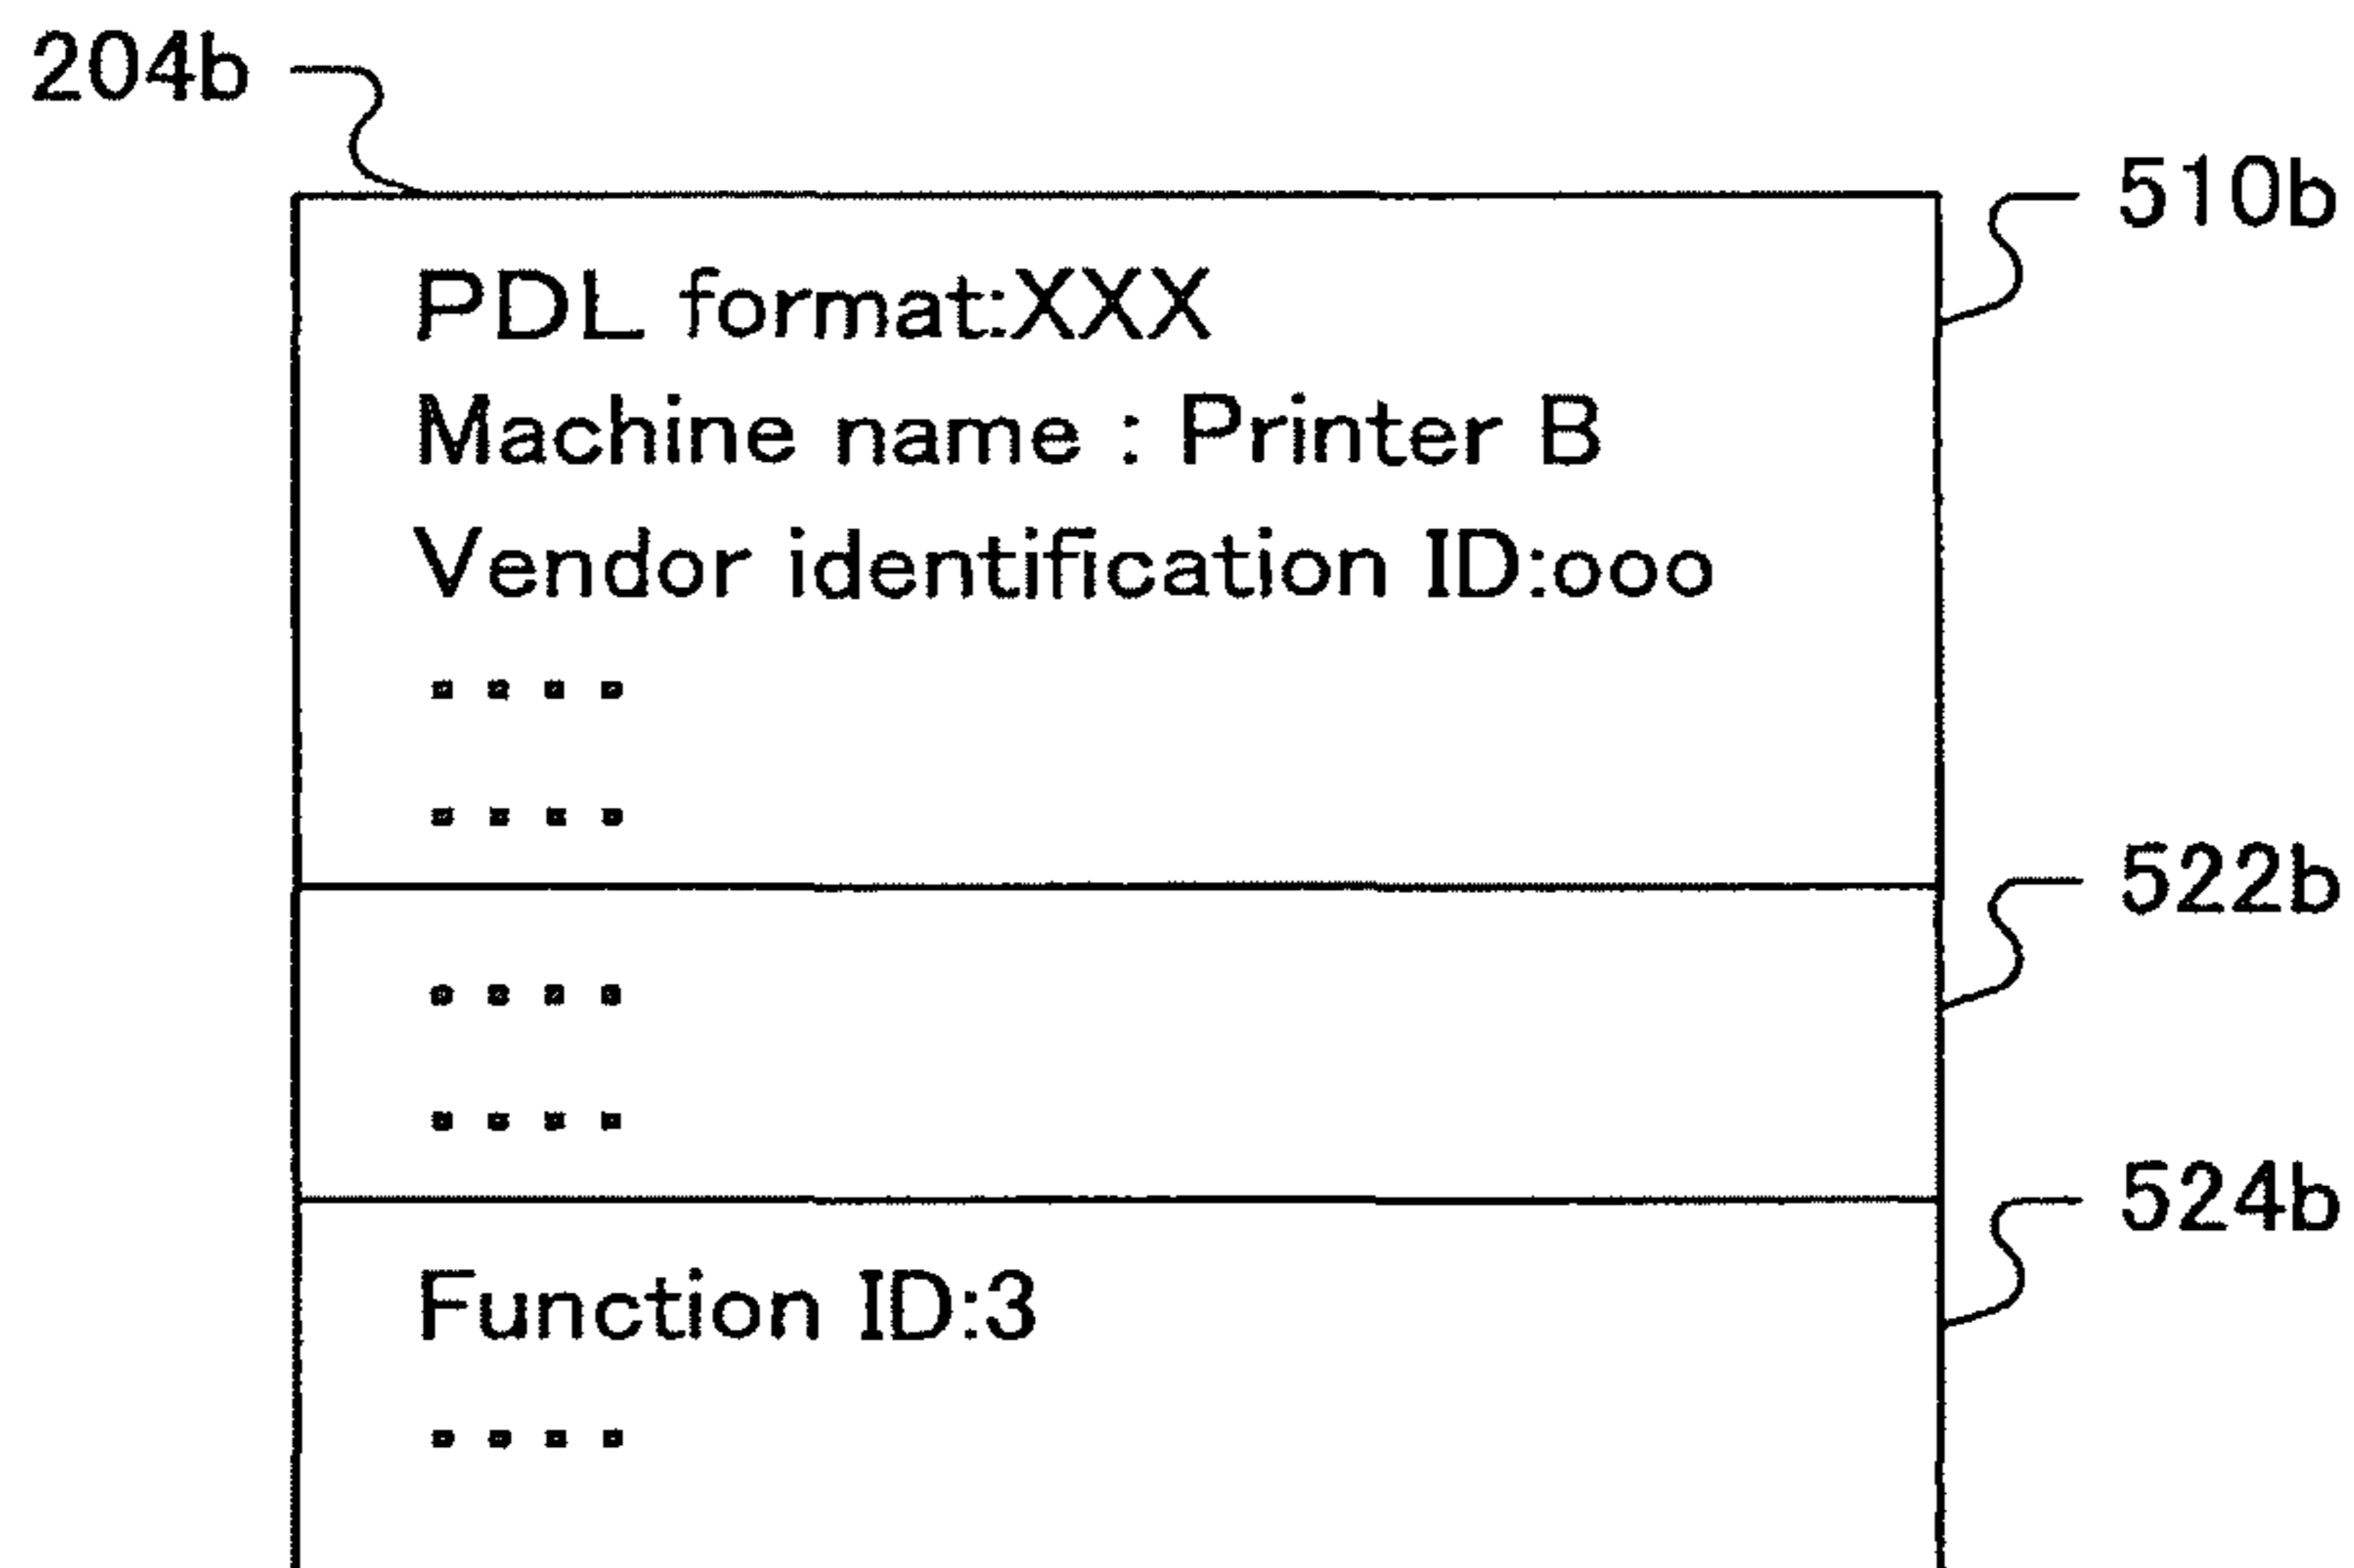 204b
510b
PDL format:XXX
Machine name : Printer B
Vendor identification ID:ooo
....
....
522b
....
....
524b
Function ID:3
....